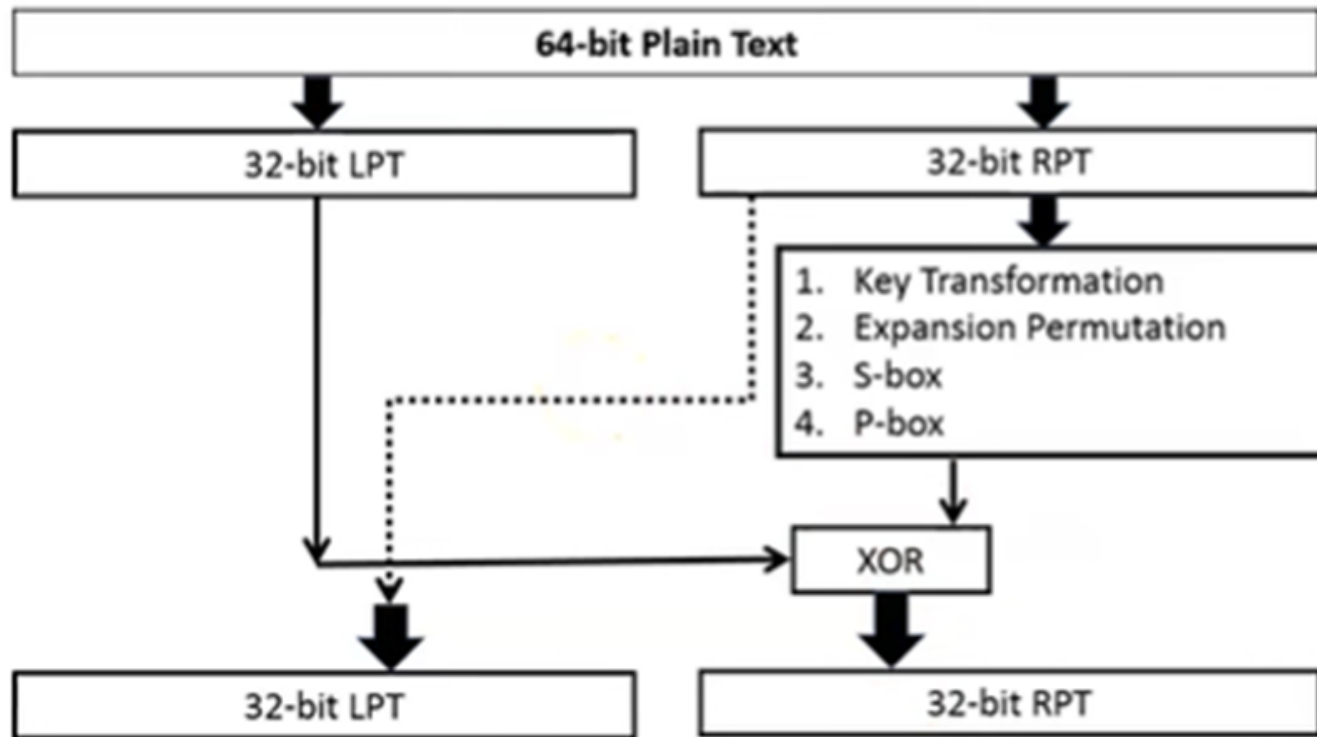 64-bit Plain Text
32-bit LPT
32-bit RPT
1. Key Transformation
2. Expansion Permutation
3. S-box
4. P-box
XOR
32-bit LPT
32-bit RPT